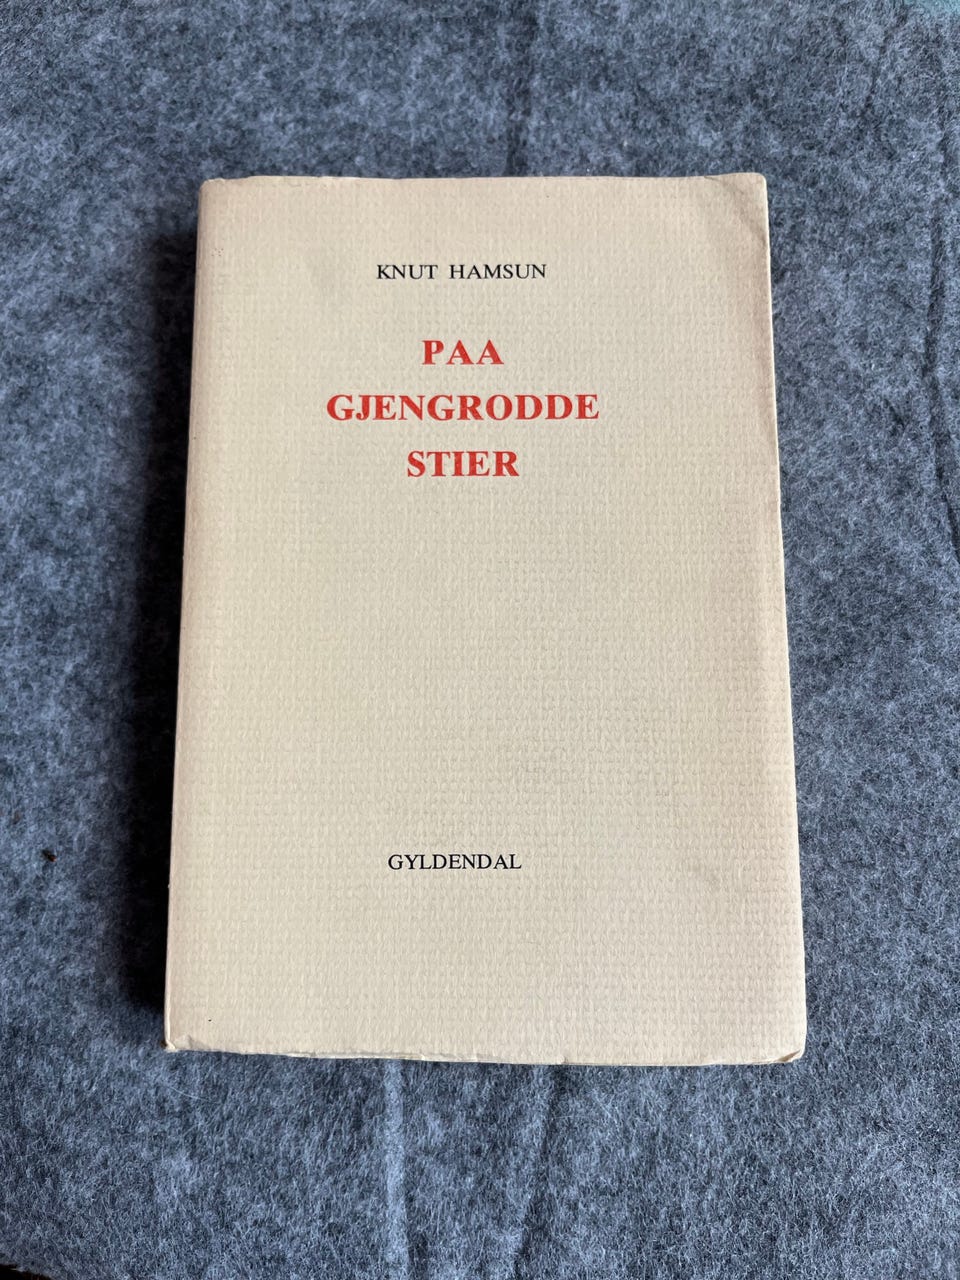 KNUT HAMSUN
PAA
GJENGRODDE
STIER
GYLDENDAL